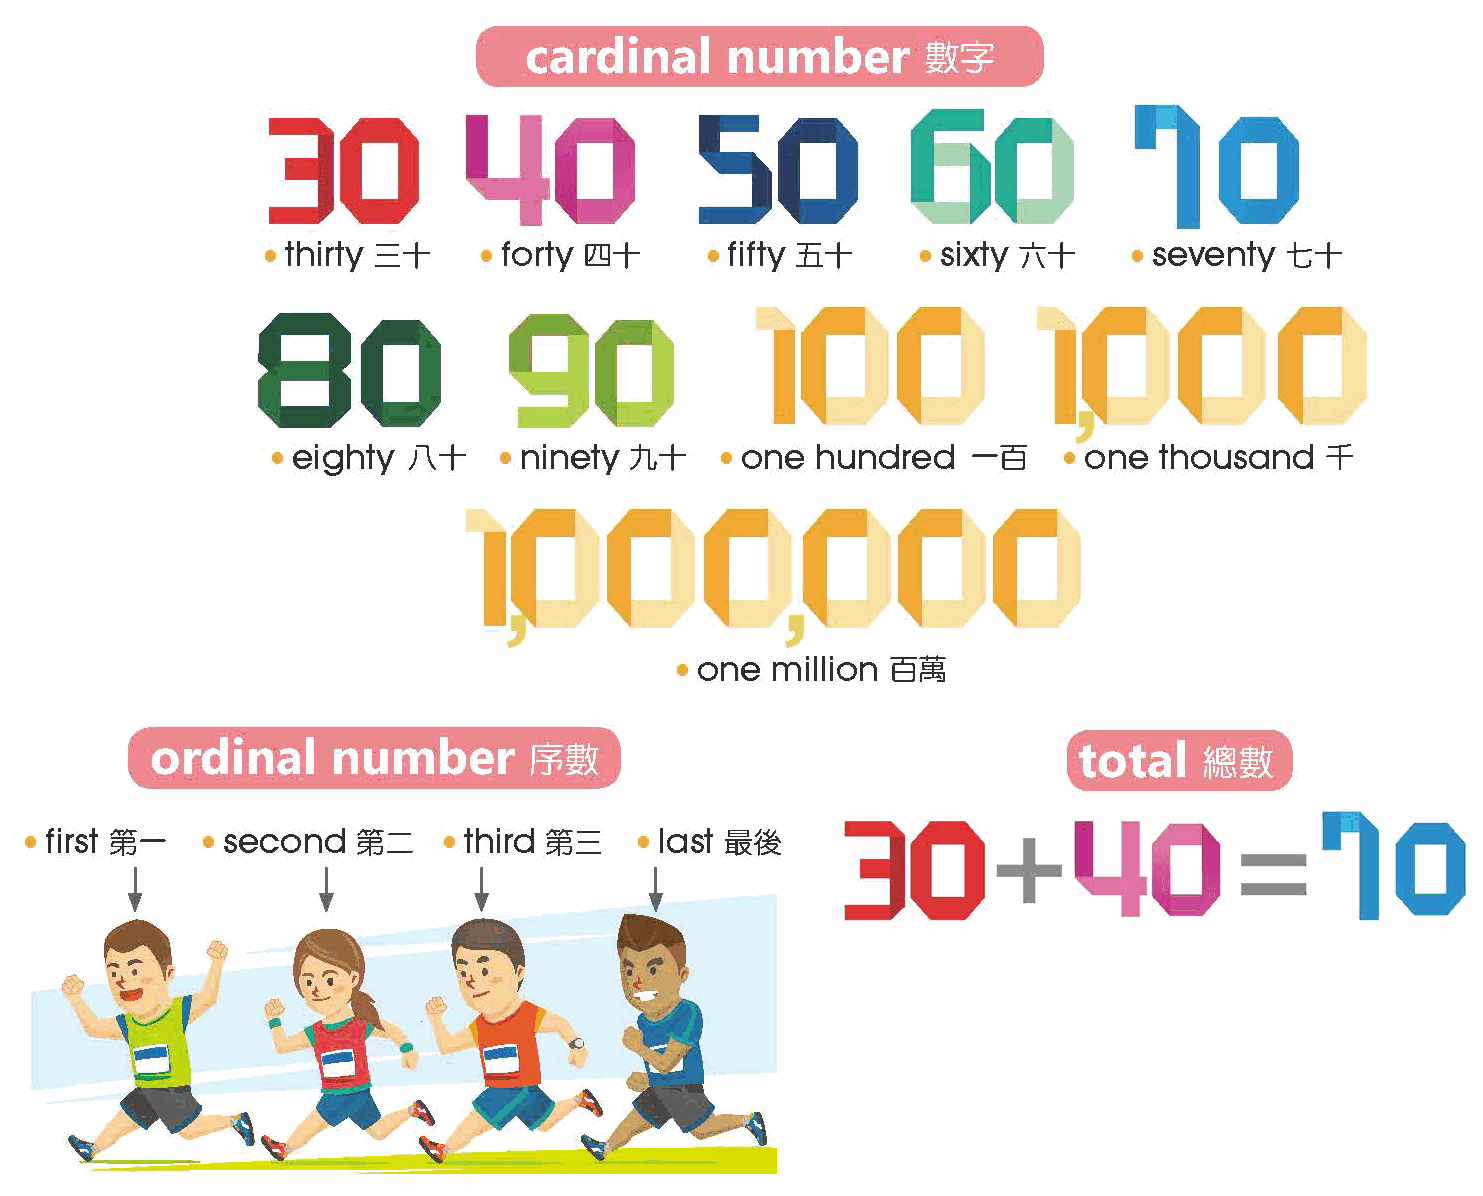 cardinal number 數字
30 40 50 60 70
• thirty 三十 • forty 四十 • fifty 五十 • sixty 六十 • seventy 七十
80 90 100 1,000
• eighty 八十 • ninety 九十 • one hundred 一百 • one thousand 千
1,000,000
• one million 百萬
ordinal number 序數
• first 第一 • second 第二 • third 第三 • last 最後
total 總數
30+40=70